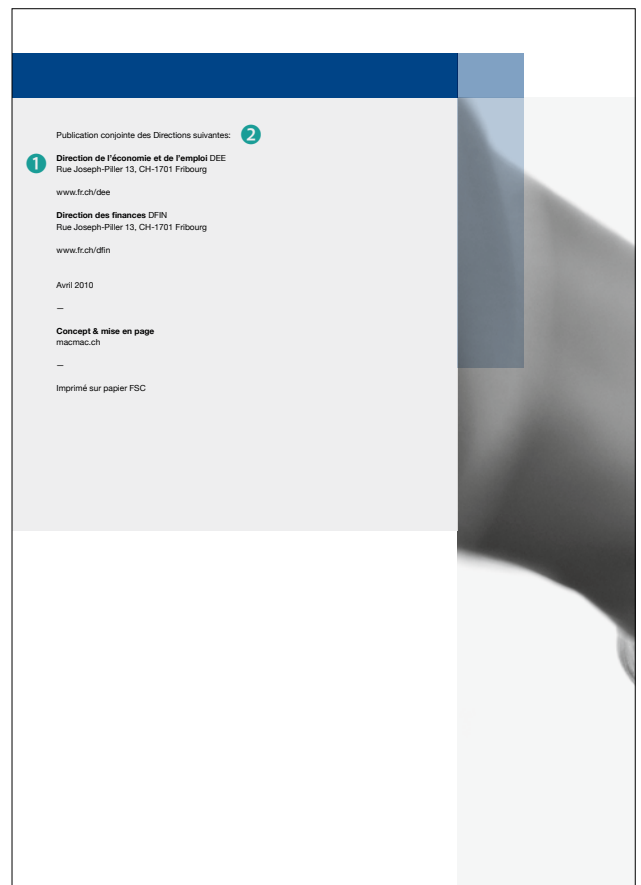 Publication conjointe des Directions suivantes: 2
1 Direction de l'économie et de l'emploi DEE
Rue Joseph-Piller 13, CH-1701 Fribourg
www.fr.ch/dee
Direction des finances DFIN
Rue Joseph-Piller 13, CH-1701 Fribourg
www.fr.ch/dfin
Avril 2010
—
Concept & mise en page
macmac.ch
—
Imprimé sur papier FSC